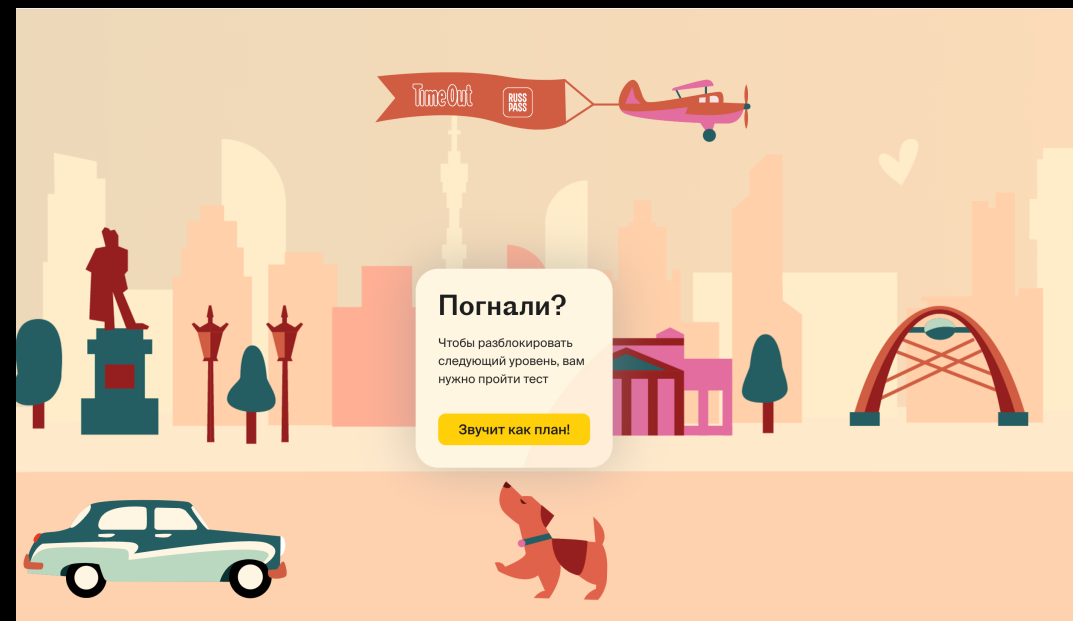 TimeOut
RUSS
PASS
Погнали?
Чтобы разблокировать
следующий уровень, вам
нужно пройти тест
Звучит как план!